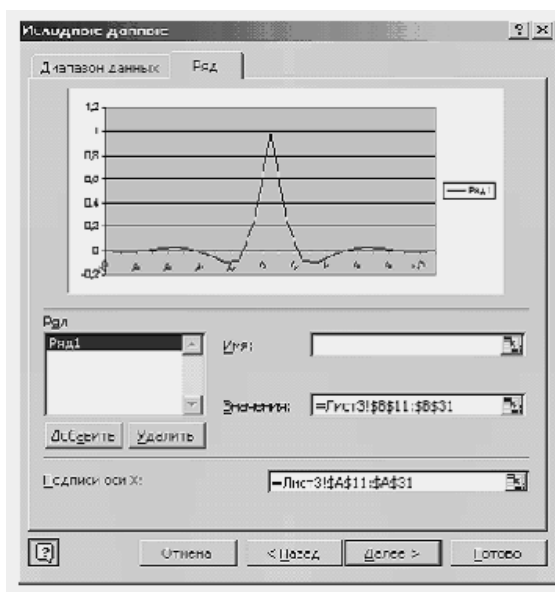 Исходные данные
Диапазон данных Ряд
1,2
1
0,8
0,6
0,4
0,2
0
-0,2
Ряд1
Ряд
Ряд1
Имя:
Значения: =Лист3!$B$11:$B$31
Добавить Удалить
Подписи оси X: =Лист3!$A$11:$A$31
Отмена < Назад Далее > Готово